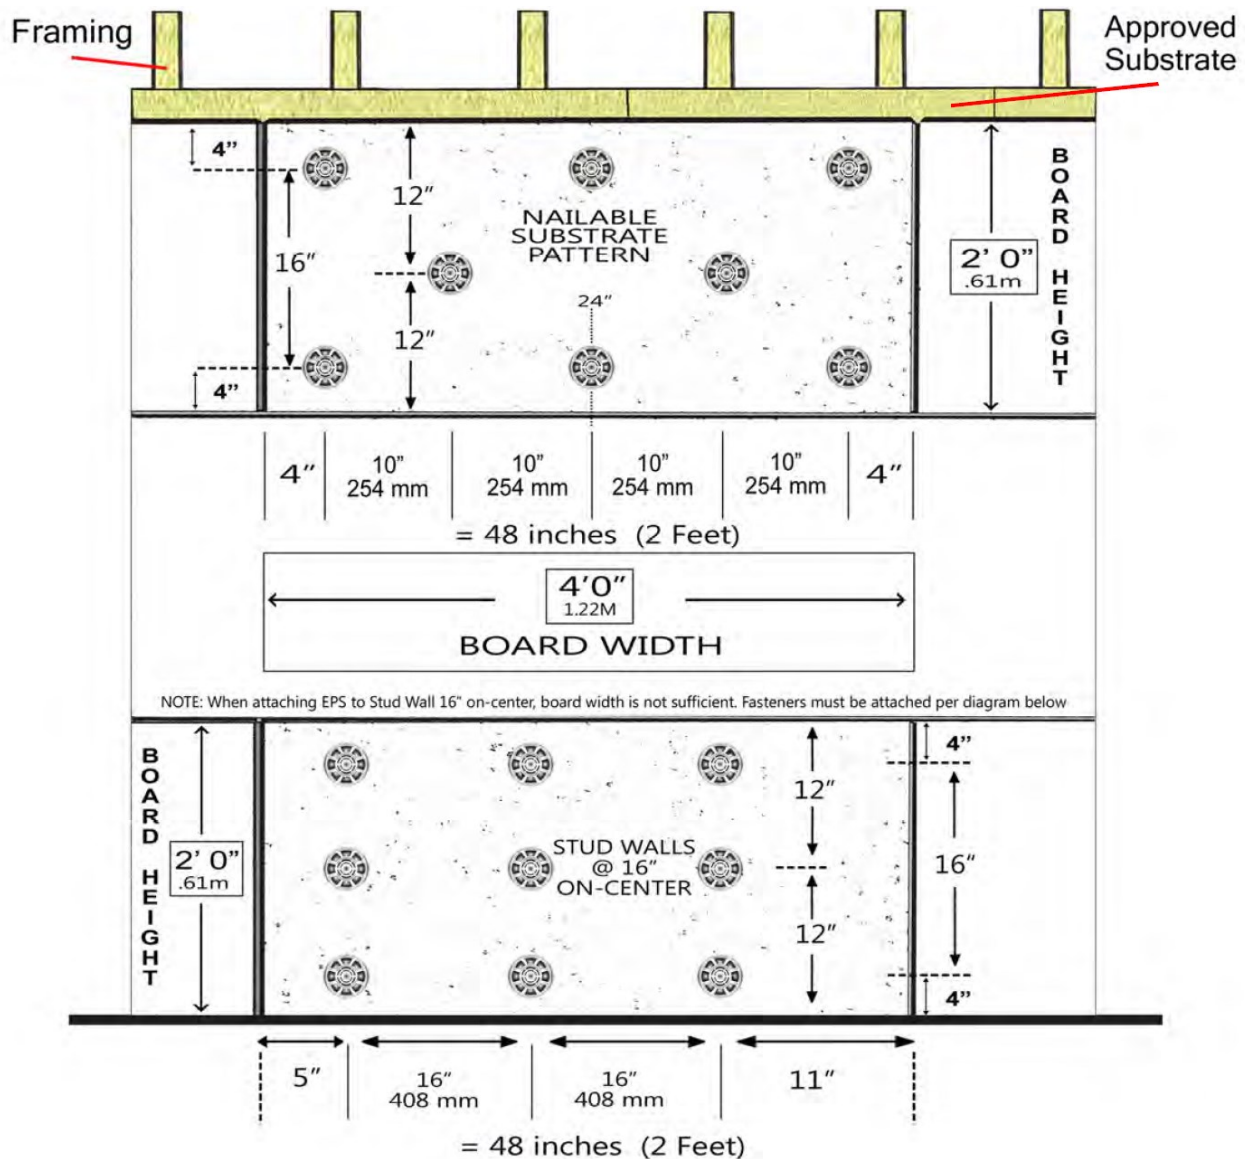 Framing
Approved
Substrate
4"
12"
16"
NAILABLE
SUBSTRATE
PATTERN
24"
12"
4"
2' 0"
.61m
BOARD HEIGHT
4"
10"
254 mm
10"
254 mm
10"
254 mm
10"
254 mm
4"
= 48 inches (2 Feet)
4'0"
1.22M
BOARD WIDTH
NOTE: When attaching EPS to Stud Wall 16" on-center, board width is not sufficient. Fasteners must be attached per diagram below
BOARD HEIGHT
2' 0"
.61m
STUD WALLS
@ 16"
ON-CENTER
12"
12"
4"
16"
4"
5"
16"
408 mm
16"
408 mm
11"
= 48 inches (2 Feet)